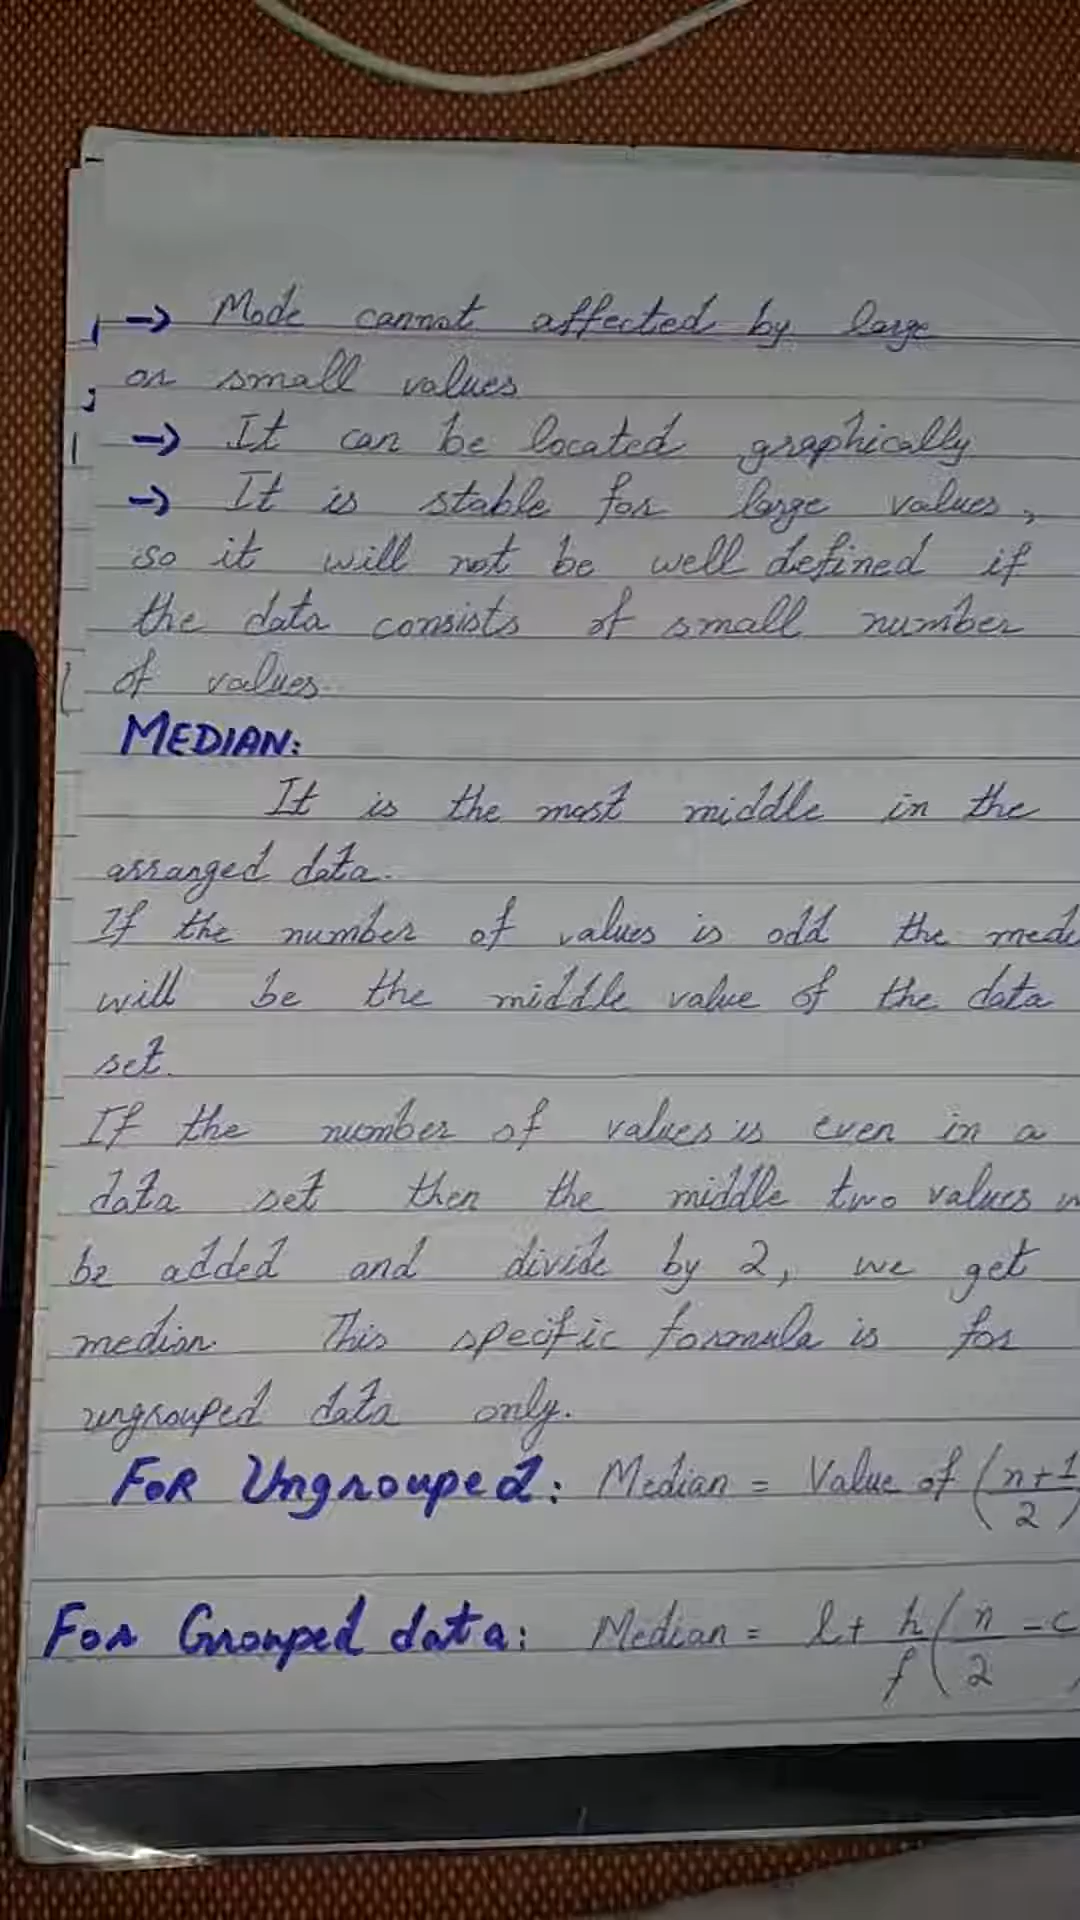 → Mode cannot affected by large
or small values
→ It can be located graphically
→ It is stable for large values,
so it will not be well defined if
the data consists of small number
of values.
MEDIAN:
It is the most middle in the
arranged data.
If the number of values is odd the medi
will be the middle value of the data
set.
If the number of values is even in a
data set then the middle two values w
be added and divide by 2, we get
median. This specific formula is for
ungrouped data only.
FOR Ungrouped: Median = Value of (n+1/2)
For Grouped data: Median = l + h/f (n/2 - c